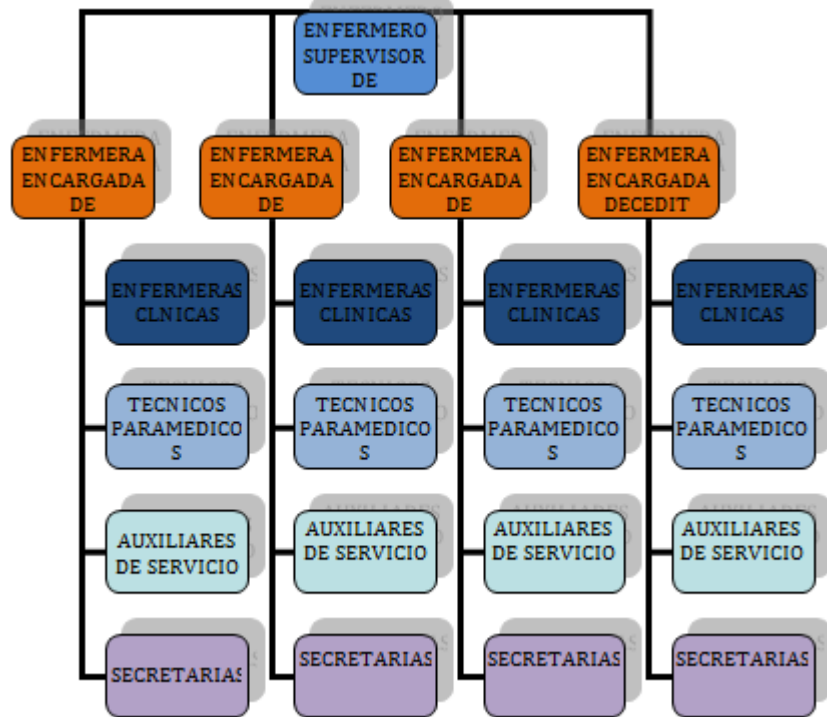 ENFERMERO
SUPERVISOR
DE
ENFERMERA
ENCARGADA
DE
ENFERMERA
ENCARGADA
DE
ENFERMERA
ENCARGADA
DE
ENFERMERA
ENCARGADA
DECEDIT
ENFERMERAS
CLNICAS
ENFERMERAS
CLINICAS
ENFERMERAS
CLINICAS
ENFERMERAS
CLNICAS
TECNICOS
PARAMEDICO
S
TECNICOS
PARAMEDICO
S
TECNICOS
PARAMEDICO
S
TECNICOS
PARAMEDICO
S
AUXILIARES
DE SERVICIO
AUXILIARES
DE SERVICIO
AUXILIARES
DE SERVICIO
AUXILIARES
DE SERVICIO
SECRETARIAS
SECRETARIAS
SECRETARIAS
SECRETARIAS